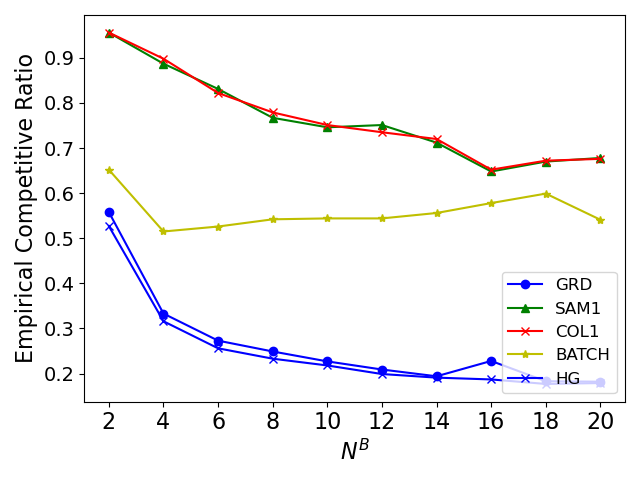 Empirical Competitive Ratio
0.9
0.8
0.7
0.6
0.5
0.4
0.3
0.2
2 4 6 8 10 12 14 16 18 20
N^B
GRD
SAM1
COL1
BATCH
HG